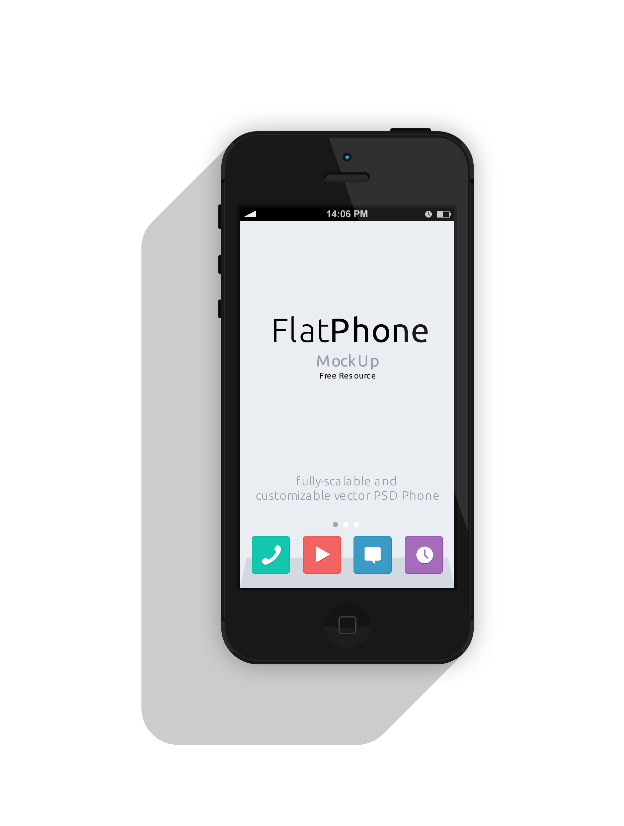 14:06 PM
FlatPhone
MockUp
Free Resource
fully-scalable and
customizable vector PSD Phone